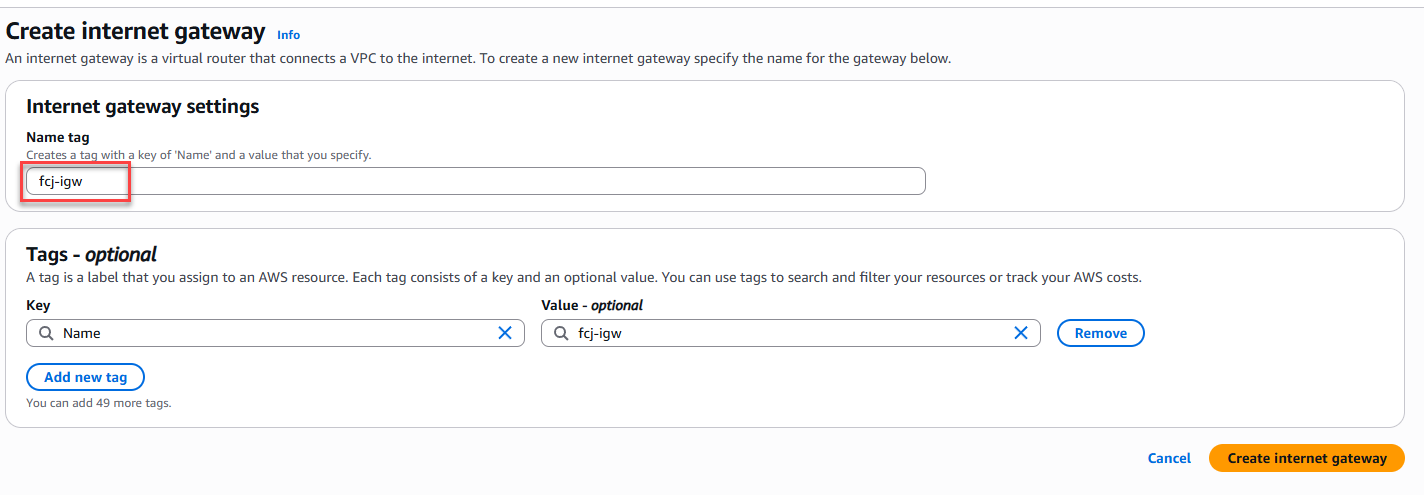 Create internet gateway Info
An internet gateway is a virtual router that connects a VPC to the internet. To create a new internet gateway specify the name for the gateway below.
Internet gateway settings
Name tag
Creates a tag with a key of 'Name' and a value that you specify.
fcj-igw
Tags - optional
A tag is a label that you assign to an AWS resource. Each tag consists of a key and an optional value. You can use tags to search and filter your resources or track your AWS costs.
Key Value - optional
Name fcj-igw Remove
Add new tag
You can add 49 more tags.
Cancel Create internet gateway